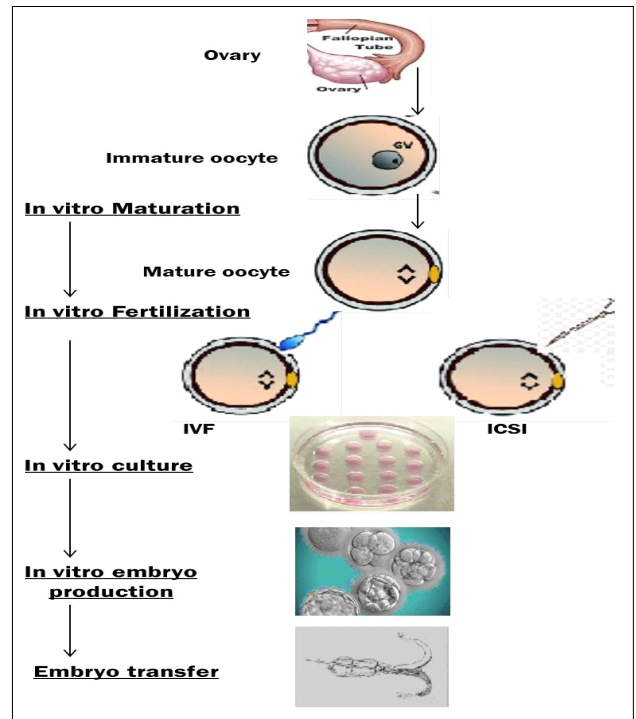 Fallopian
Tube
Ovary
Ovary
GV
Immature oocyte
In vitro Maturation
Mature oocyte
In vitro Fertilization
IVF
ICSI
In vitro culture
In vitro embryo
production
Embryo transfer